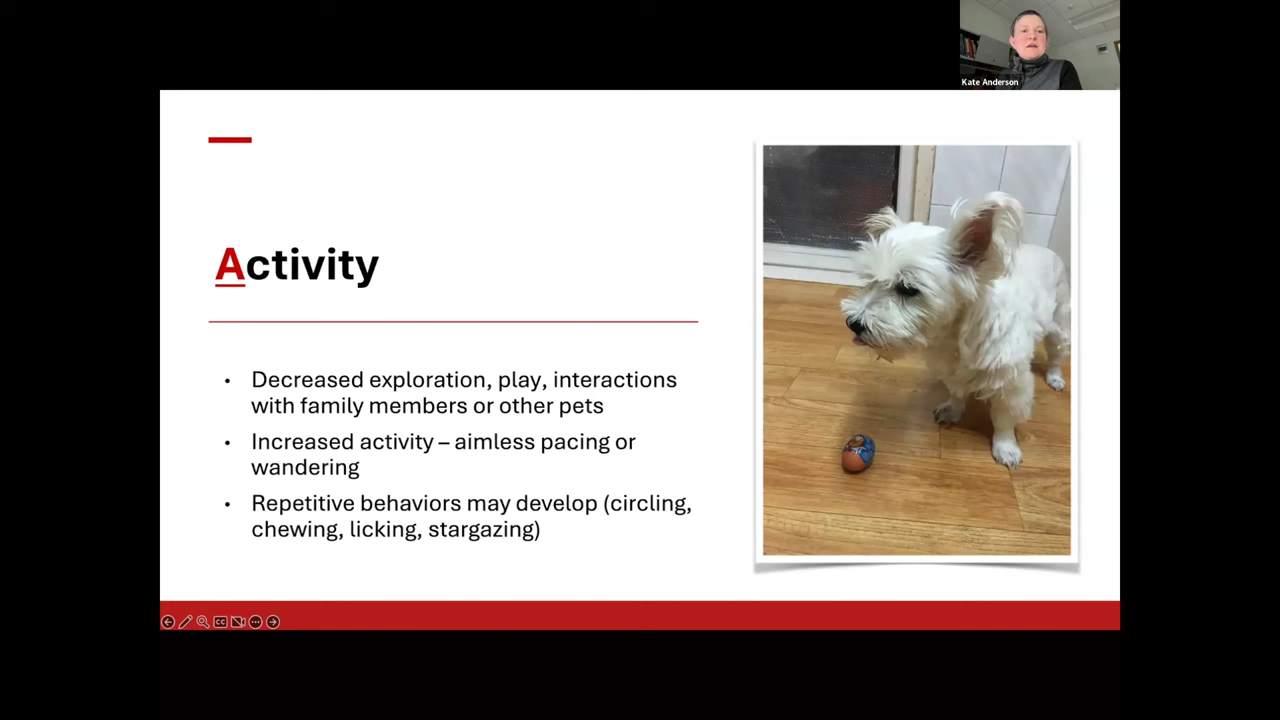 Kate Anderson
Activity
• Decreased exploration, play, interactions
with family members or other pets
• Increased activity – aimless pacing or
wandering
• Repetitive behaviors may develop (circling,
chewing, licking, stargazing)
CC